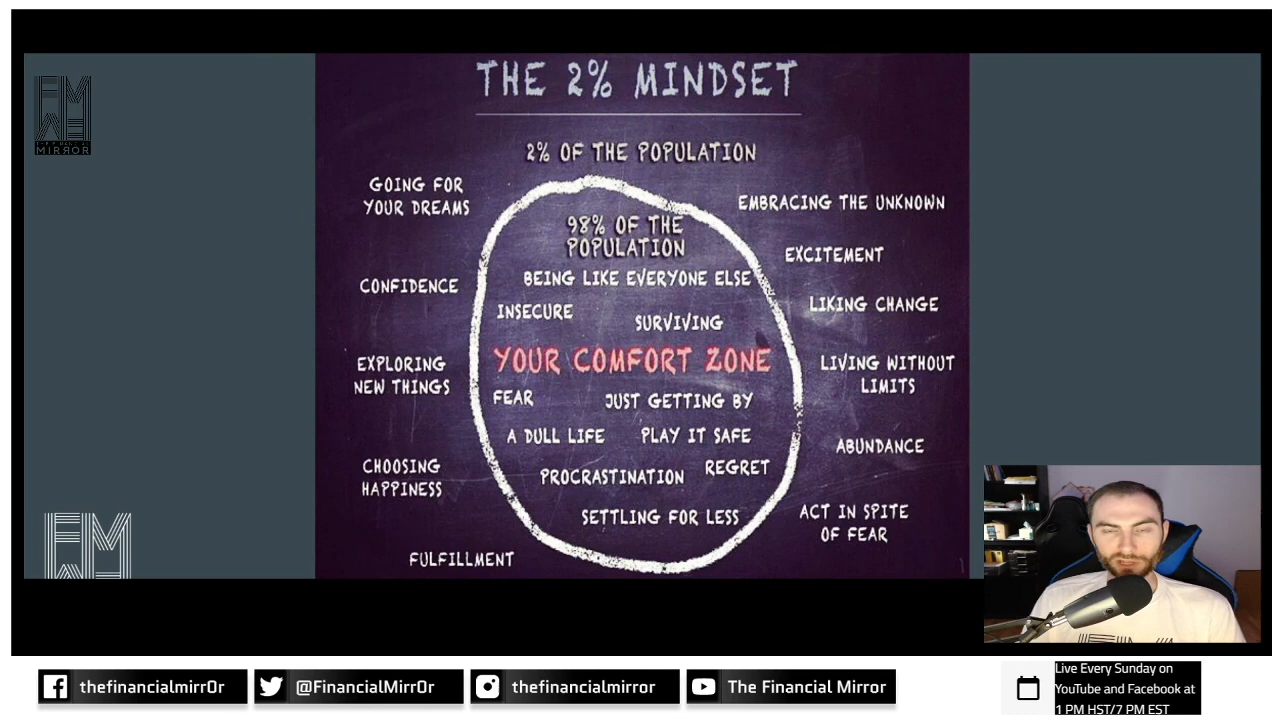 THE 2% MINDSET
2% OF THE POPULATION
GOING FOR
YOUR DREAMS
EMBRACING THE UNKNOWN
98% OF THE
POPULATION
EXCITEMENT
BEING LIKE EVERYONE ELSE
CONFIDENCE
INSECURE
LIKING CHANGE
SURVIVING
YOUR COMFORT ZONE
EXPLORING
NEW THINGS
LIVING WITHOUT
LIMITS
FEAR
JUST GETTING BY
A DULL LIFE
PLAY IT SAFE
ABUNDANCE
CHOOSING
HAPPINESS
PROCRASTINATION
REGRET
SETTLING FOR LESS
ACT IN SPITE
OF FEAR
FULFILLMENT
FM
MIRROR
FM
thefinancialmirr0r
@FinancialMirr0r
thefinancialmirror
The Financial Mirror
Live Every Sunday on
YouTube and Facebook at
1 PM HST/7 PM EST